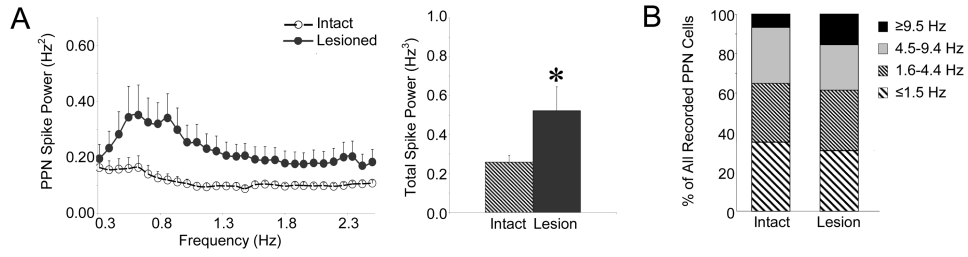 A
PPN Spike Power (Hz²)
0.60
0.40
0.20
0.00
0.3 0.8 1.3 1.8 2.3
Frequency (Hz)
Intact
Lesioned
Total Spike Power (Hz³)
1.0
0.8
0.6
0.4
0.2
0.0
*
Intact Lesion
B
% of All Recorded PPN Cells
100
80
60
40
20
0
Intact Lesion
≥9.5 Hz
4.5-9.4 Hz
1.6-4.4 Hz
≤1.5 Hz